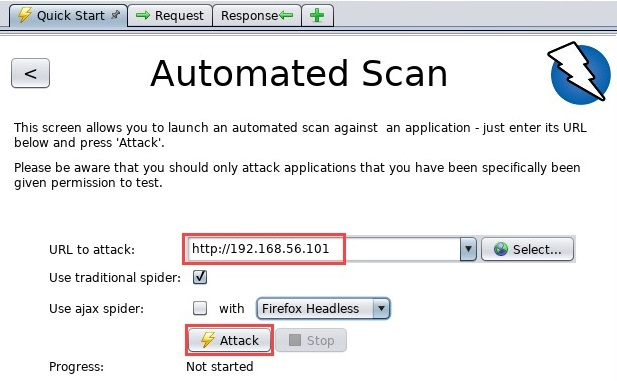 Quick Start Request Response
<
Automated Scan
This screen allows you to launch an automated scan against  an application - just enter its URL
below and press 'Attack'.
Please be aware that you should only attack applications that you have been specifically been
given permission to test.
URL to attack: http://192.168.56.101 Select...
Use traditional spider:
Use ajax spider: with Firefox Headless
Attack Stop
Progress: Not started